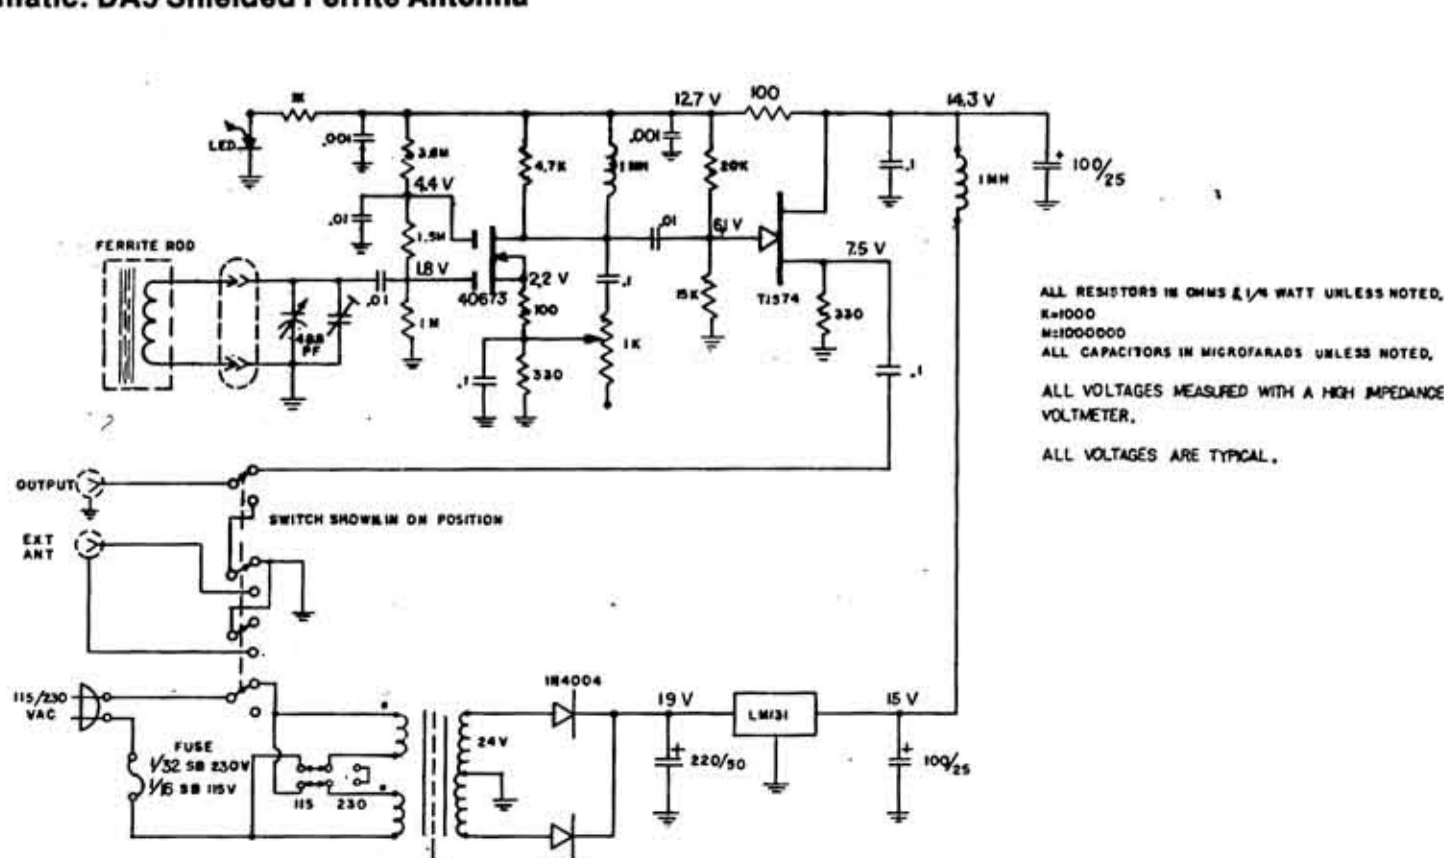 matic: DA5 Shielded Ferrite Antenna
12.7 V
100
14.3 V
LED
.001
3.6M
4.7K
1 MH
.001
20K
.1
1 MH
+
100/25
4.4 V
.01
1.5M
.01
6.1 V
7.5 V
FERRITE ROD
1.8 V
.01
40673
2.2 V
100
.1
15K
TIS74
330
1 M
PF
1K
.1
330
.1
ALL RESISTORS IN OHMS & 1/4 WATT UNLESS NOTED.
K=1000
M=1000000
ALL CAPACITORS IN MICROFARADS UNLESS NOTED.
ALL VOLTAGES MEASURED WITH A HIGH IMPEDANCE
VOLTMETER.
ALL VOLTAGES ARE TYPICAL.
OUTPUT
SWITCH SHOWN IN ON POSITION
EXT
ANT
115/230
VAC
FUSE
1/32 SB 230V
1/16 SB 115V
115
230
24V
1N4004
19 V
LM131
15 V
+
220/50
+
100/25